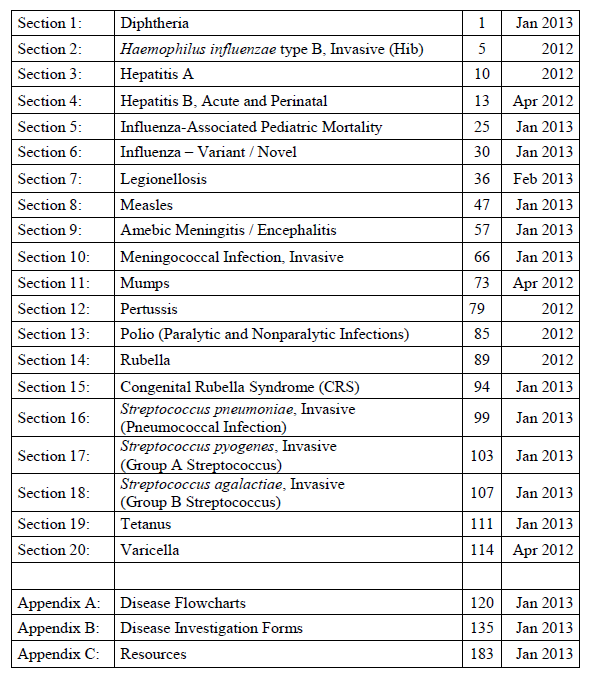 Section 1: Diphtheria 1 Jan 2013
Section 2: Haemophilus influenzae type B, Invasive (Hib) 5 2012
Section 3: Hepatitis A 10 2012
Section 4: Hepatitis B, Acute and Perinatal 13 Apr 2012
Section 5: Influenza-Associated Pediatric Mortality 25 Jan 2013
Section 6: Influenza – Variant / Novel 30 Jan 2013
Section 7: Legionellosis 36 Feb 2013
Section 8: Measles 47 Jan 2013
Section 9: Amebic Meningitis / Encephalitis 57 Jan 2013
Section 10: Meningococcal Infection, Invasive 66 Jan 2013
Section 11: Mumps 73 Apr 2012
Section 12: Pertussis 79 2012
Section 13: Polio (Paralytic and Nonparalytic Infections) 85 2012
Section 14: Rubella 89 2012
Section 15: Congenital Rubella Syndrome (CRS) 94 Jan 2013
Section 16: Streptococcus pneumoniae, Invasive 99 Jan 2013
(Pneumococcal Infection)
Section 17: Streptococcus pyogenes, Invasive 103 Jan 2013
(Group A Streptococcus)
Section 18: Streptococcus agalactiae, Invasive 107 Jan 2013
(Group B Streptococcus)
Section 19: Tetanus 111 Jan 2013
Section 20: Varicella 114 Apr 2012
Appendix A: Disease Flowcharts 120 Jan 2013
Appendix B: Disease Investigation Forms 135 Jan 2013
Appendix C: Resources 183 Jan 2013